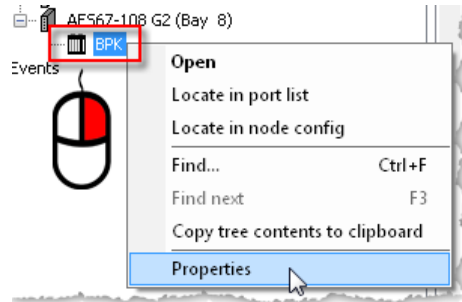 AES67-108 G2 (Bay 8)
BPK
Events
Open
Locate in port list
Locate in node config
Find... Ctrl+F
Find next F3
Copy tree contents to clipboard
Properties